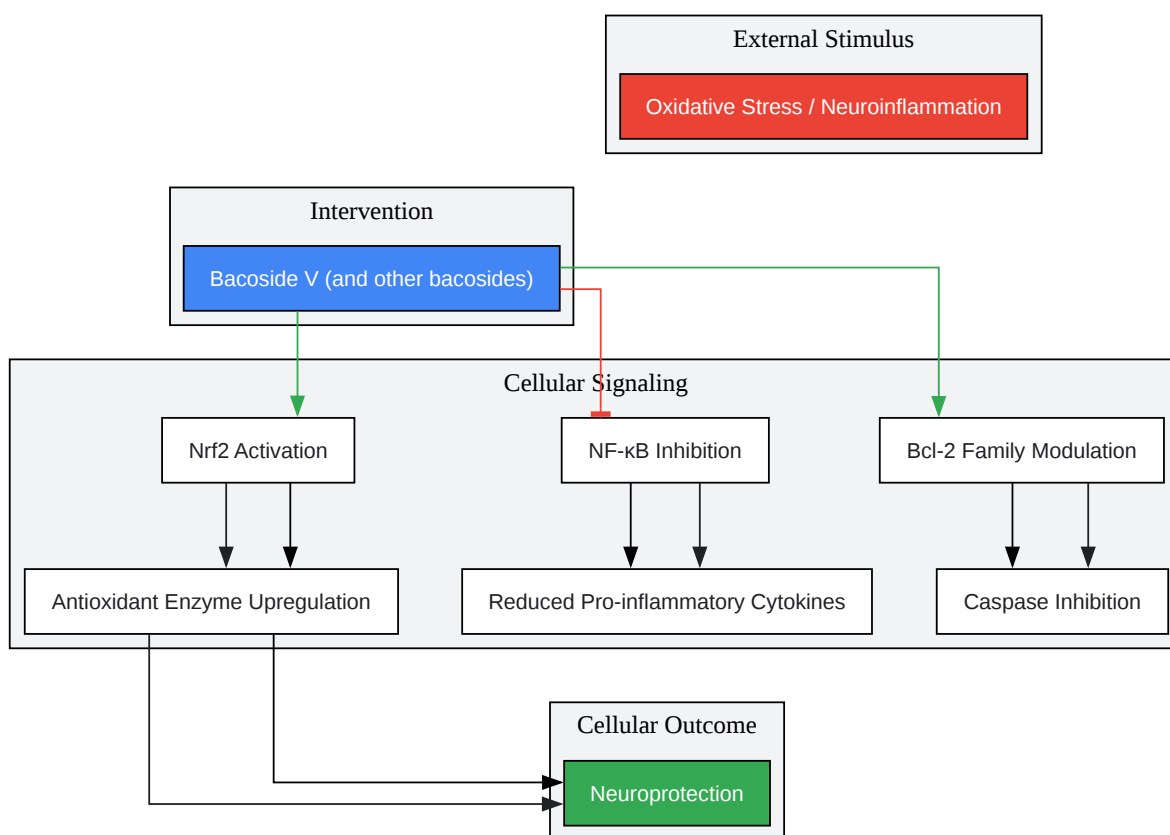 External Stimulus
Oxidative Stress / Neuroinflammation
Intervention
Bacoside V (and other bacosides)
Cellular Signaling
Nrf2 Activation
NF-κB Inhibition
Bcl-2 Family Modulation
Antioxidant Enzyme Upregulation
Reduced Pro-inflammatory Cytokines
Caspase Inhibition
Cellular Outcome
Neuroprotection